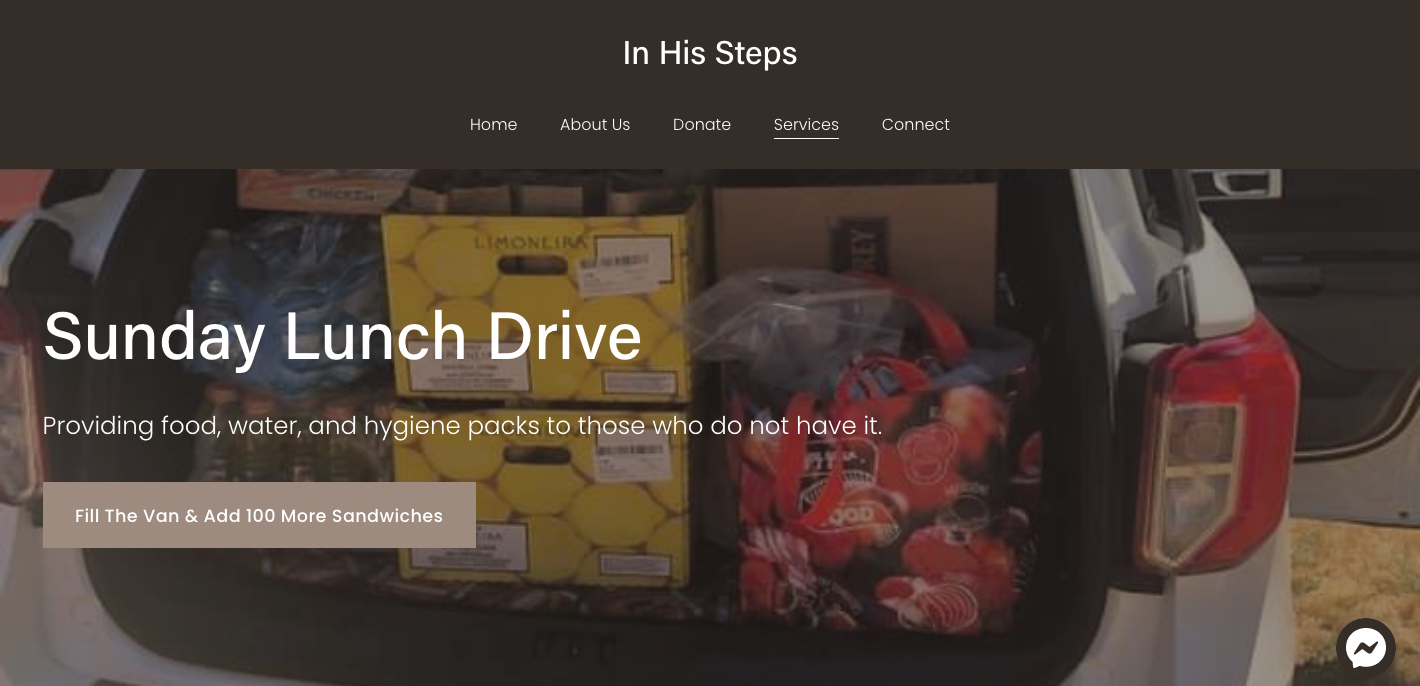 In His Steps
Home About Us Donate Services Connect
CHICKEN
LIMONEIRA
Sunday Lunch Drive
Providing food, water, and hygiene packs to those who do not have it.
Fill The Van & Add 100 More Sandwiches